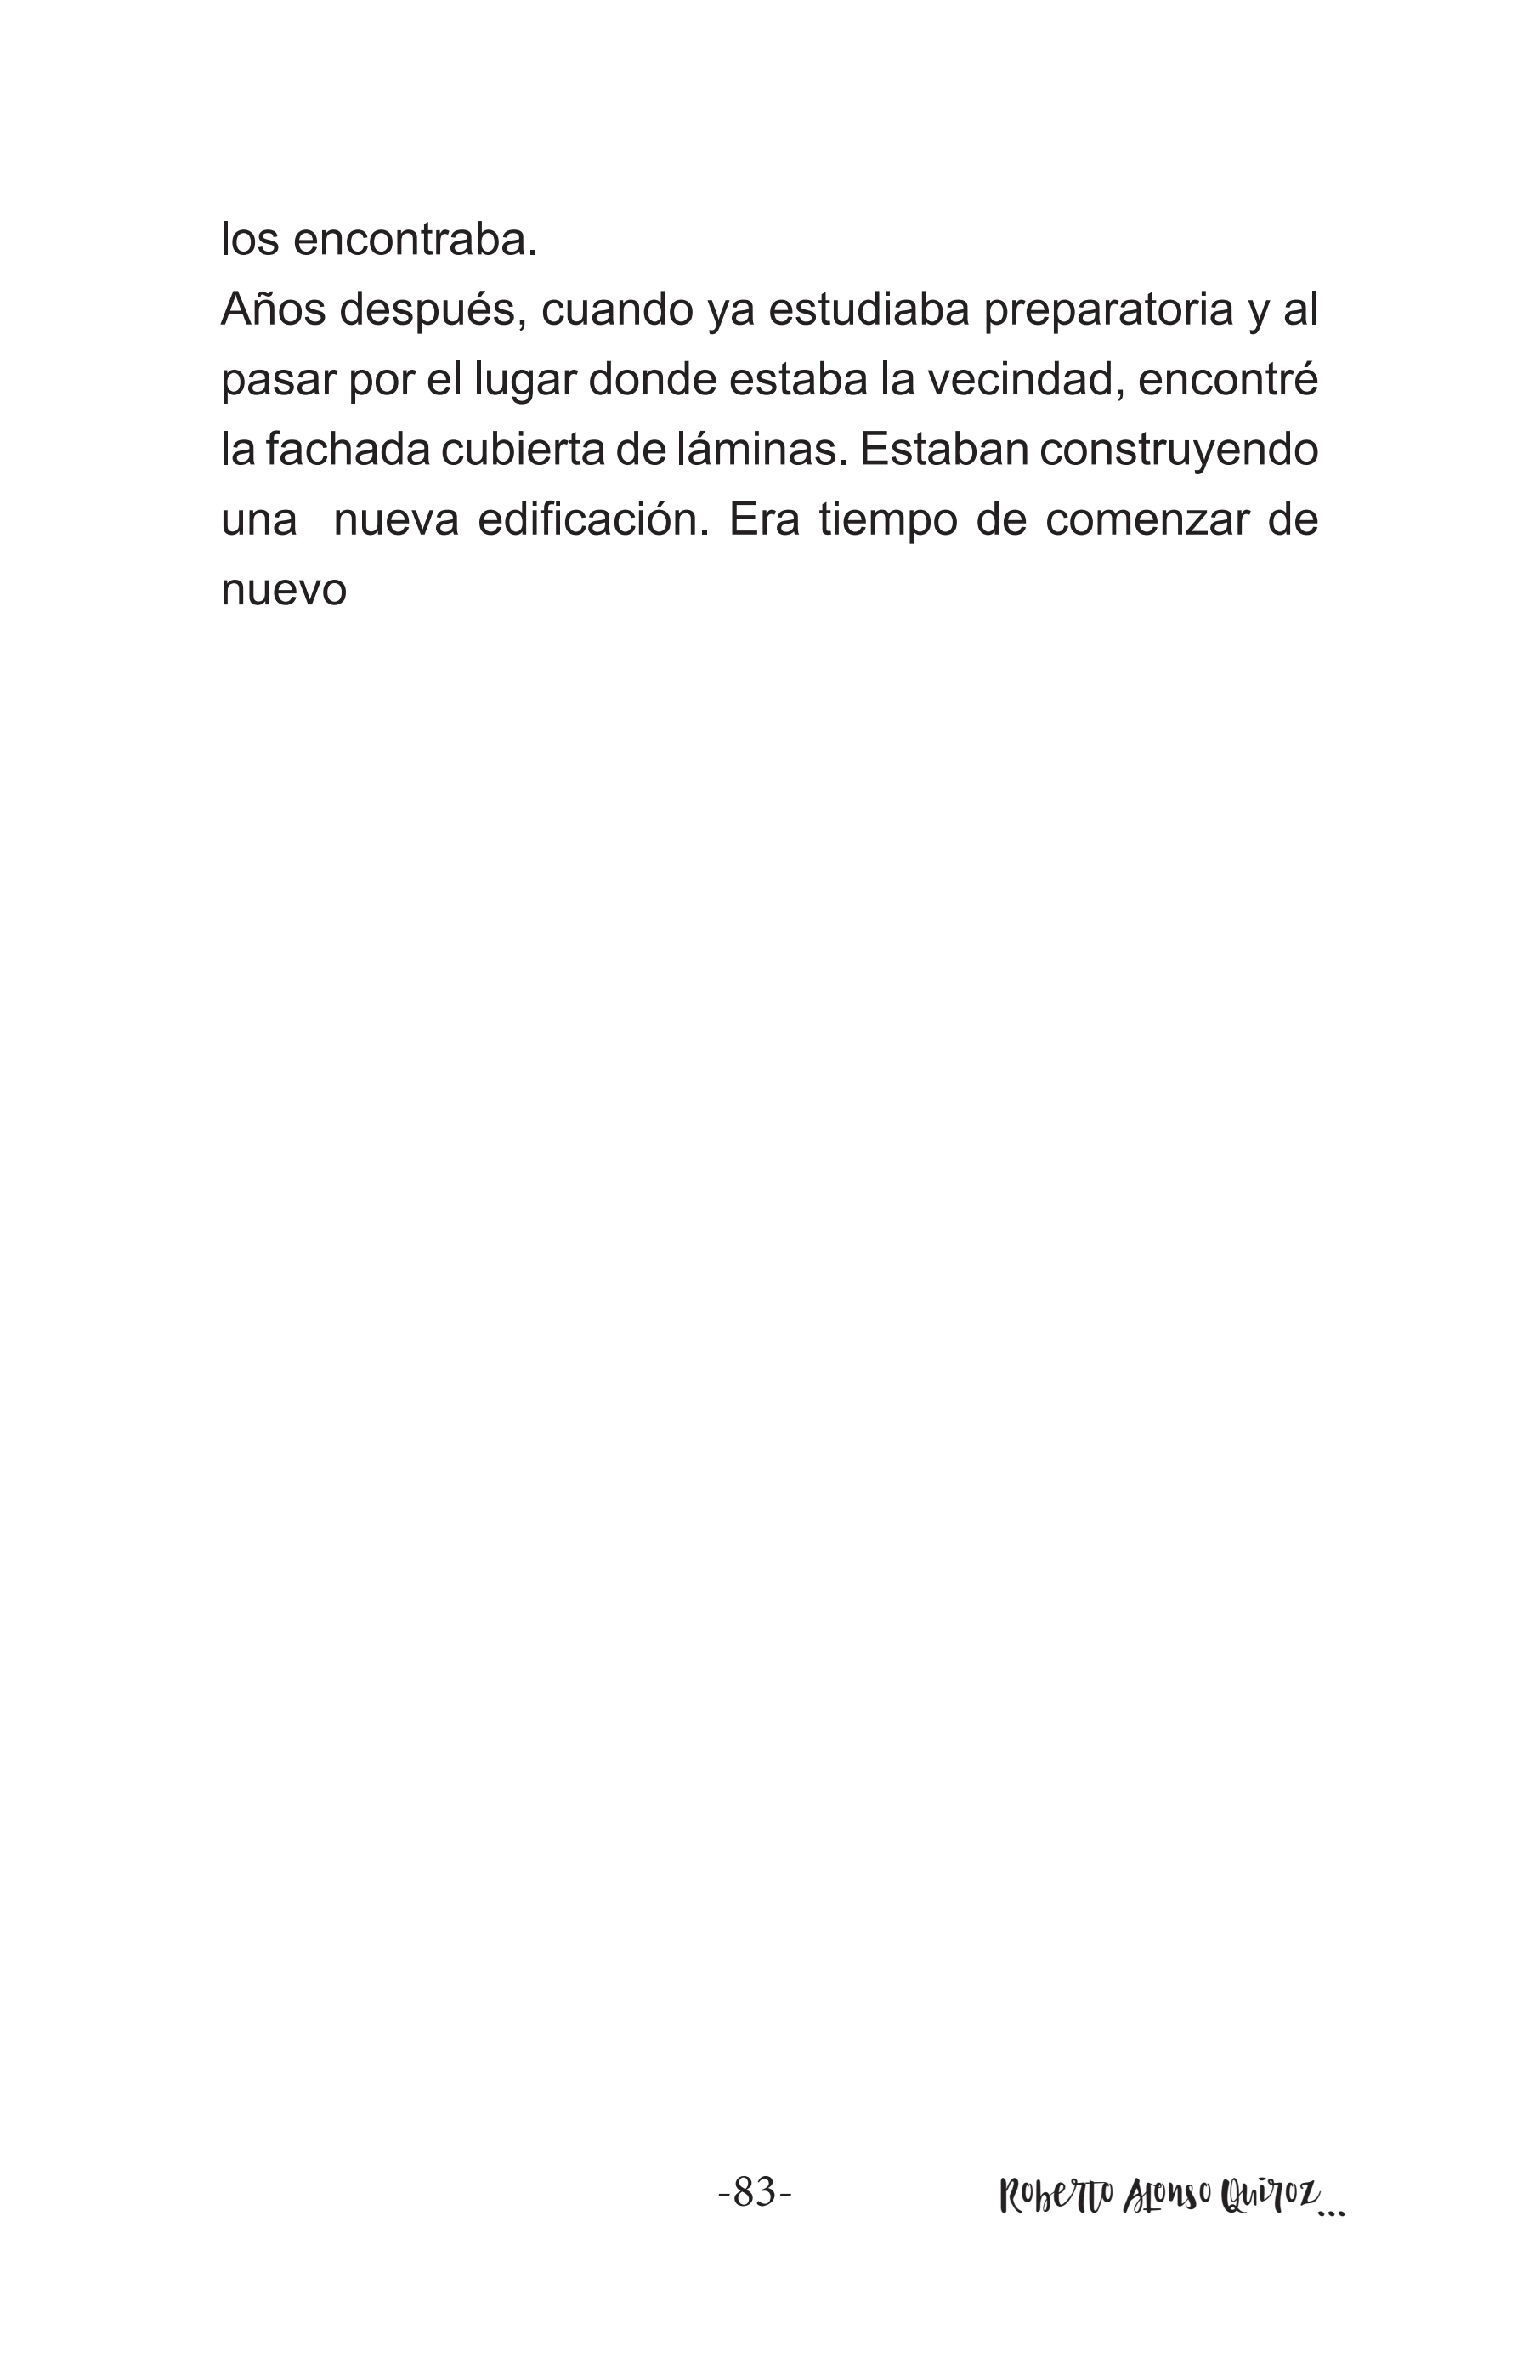 los encontraba.
Años después, cuando ya estudiaba preparatoria y al
pasar por el lugar donde estaba la vecindad, encontré
la fachada cubierta de láminas. Estaban construyendo
una nueva edificación. Era tiempo de comenzar de
nuevo
-83-
Roberto Quiroz...